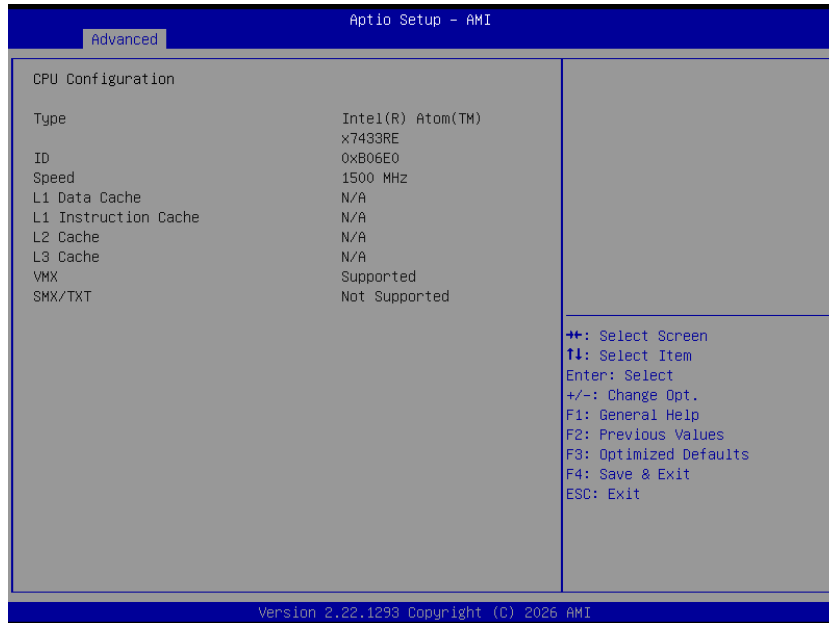 Aptio Setup – AMI
Advanced
CPU Configuration
Type Intel(R) Atom(TM)
x7433RE
ID 0xB06E0
Speed 1500 MHz
L1 Data Cache N/A
L1 Instruction Cache N/A
L2 Cache N/A
L3 Cache N/A
VMX Supported
SMX/TXT Not Supported
→←: Select Screen
↑↓: Select Item
Enter: Select
+/-: Change Opt.
F1: General Help
F2: Previous Values
F3: Optimized Defaults
F4: Save & Exit
ESC: Exit
Version 2.22.1293 Copyright (C) 2026 AMI